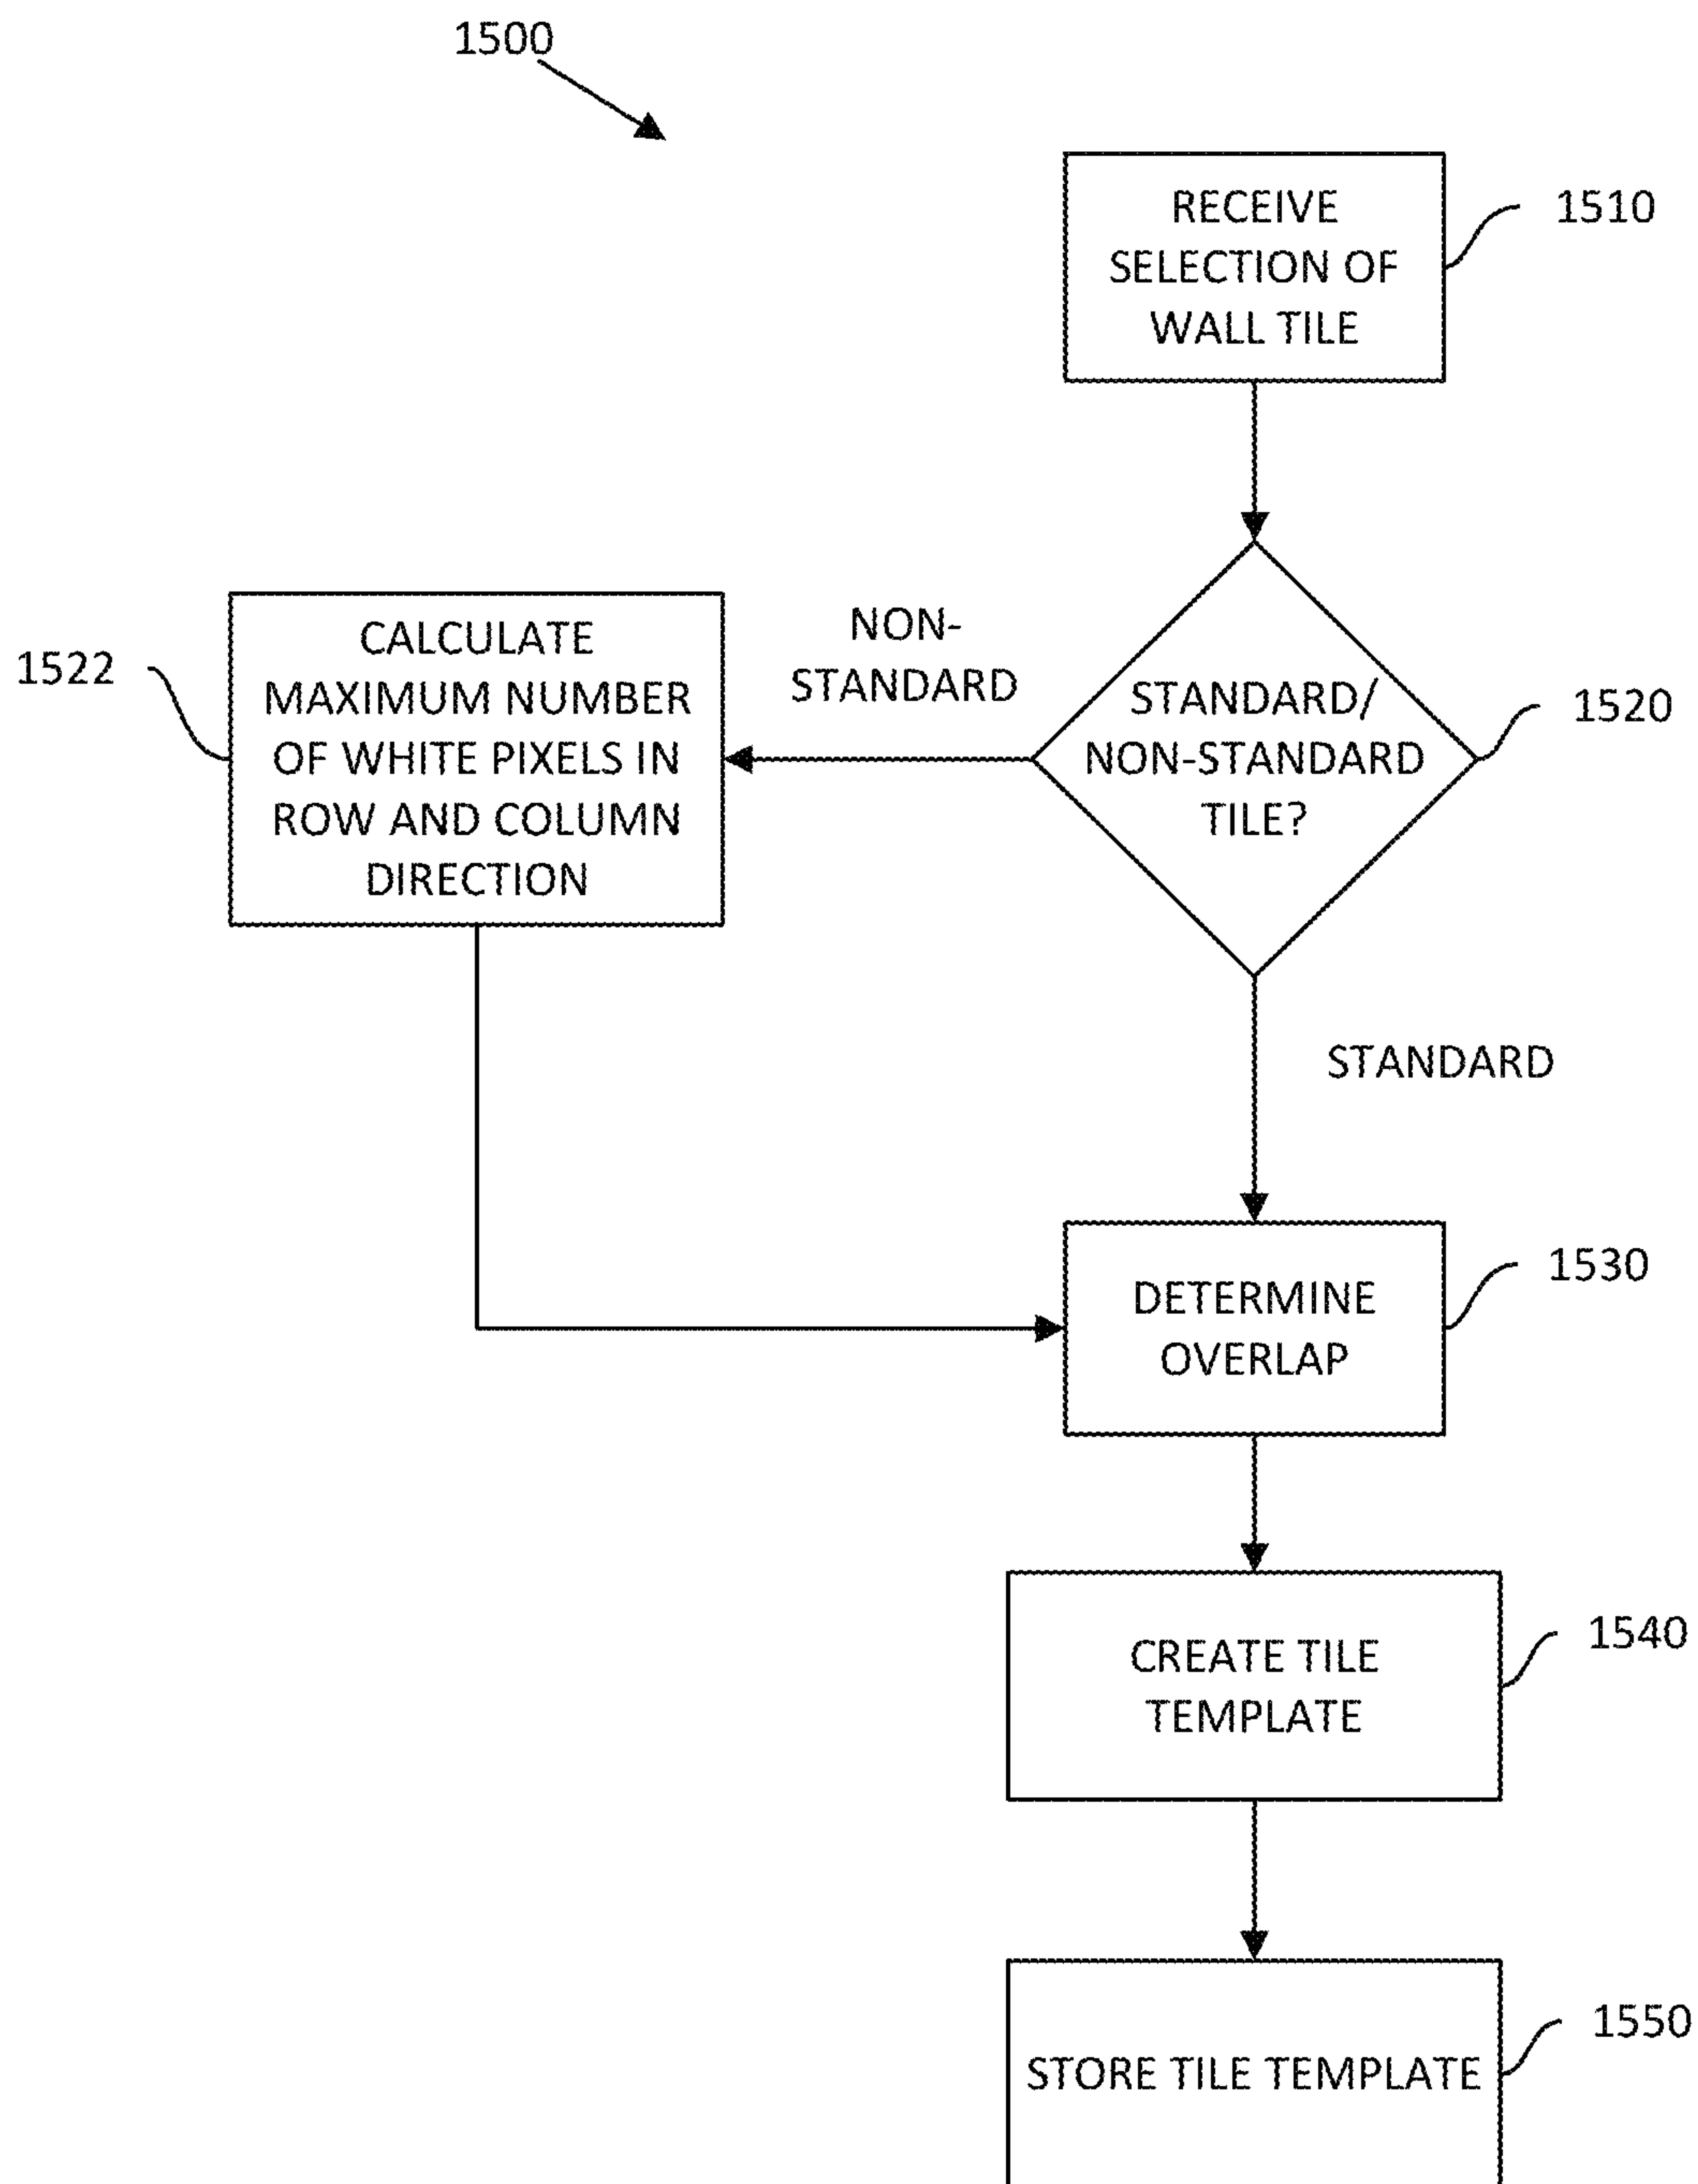 1500
RECEIVE
SELECTION OF
WALL TILE
1510
STANDARD/
NON-STANDARD
TILE?
1520
NON-
STANDARD
CALCULATE
MAXIMUM NUMBER
OF WHITE PIXELS IN
ROW AND COLUMN
DIRECTION
1522
STANDARD
DETERMINE
OVERLAP
1530
CREATE TILE
TEMPLATE
1540
STORE TILE TEMPLATE
1550